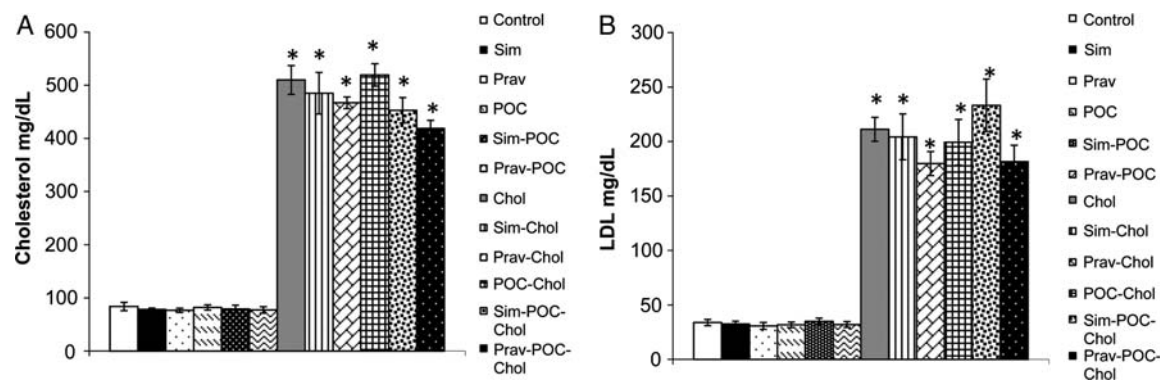 A
Cholesterol mg/dL
600
500
400
300
200
100
0
* * * * * *
Control
Sim
Prav
POC
Sim-POC
Prav-POC
Chol
Sim-Chol
Prav-Chol
POC-Chol
Sim-POC-
Chol
Prav-POC-
Chol
B
LDL mg/dL
300
250
200
150
100
50
0
* * * * * *
Control
Sim
Prav
POC
Sim-POC
Prav-POC
Chol
Sim-Chol
Prav-Chol
POC-Chol
Sim-POC-
Chol
Prav-POC-
Chol